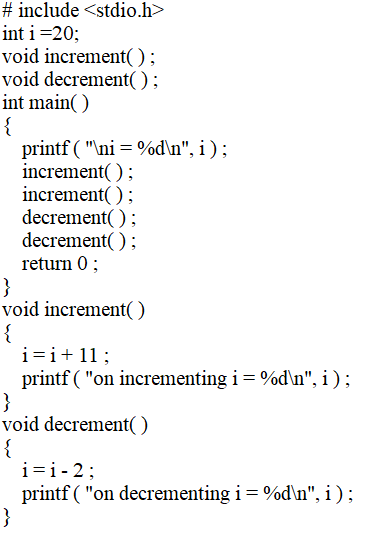 # include <stdio.h>
int i =20;
void increment( ) ;
void decrement( ) ;
int main( )
{
printf ( "\ni = %d\n", i ) ;
increment( ) ;
increment( ) ;
decrement( ) ;
decrement( ) ;
return 0 ;
}
void increment( )
{
i = i + 11 ;
printf ( "on incrementing i = %d\n", i ) ;
}
void decrement( )
{
i = i - 2 ;
printf ( "on decrementing i = %d\n", i ) ;
}